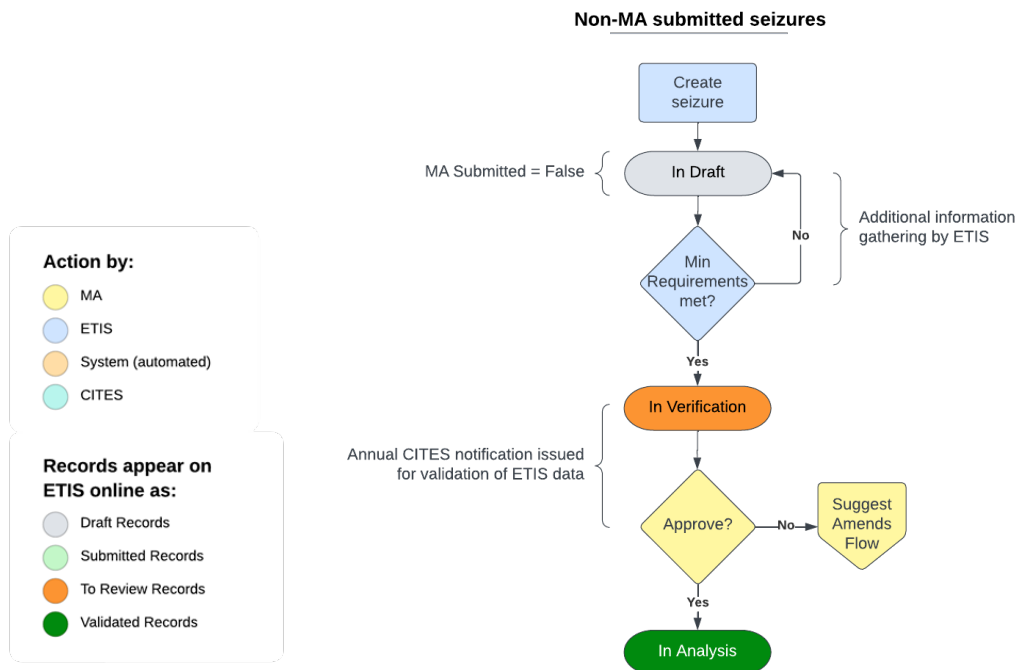 Non-MA submitted seizures
Create
seizure
MA Submitted = False
In Draft
No
Additional information
gathering by ETIS
Min
Requirements
met?
Yes
In Verification
Annual CITES notification issued
for validation of ETIS data
Approve?
No
Suggest
Amends
Flow
Yes
In Analysis
Action by:
MA
ETIS
System (automated)
CITES
Records appear on
ETIS online as:
Draft Records
Submitted Records
To Review Records
Validated Records